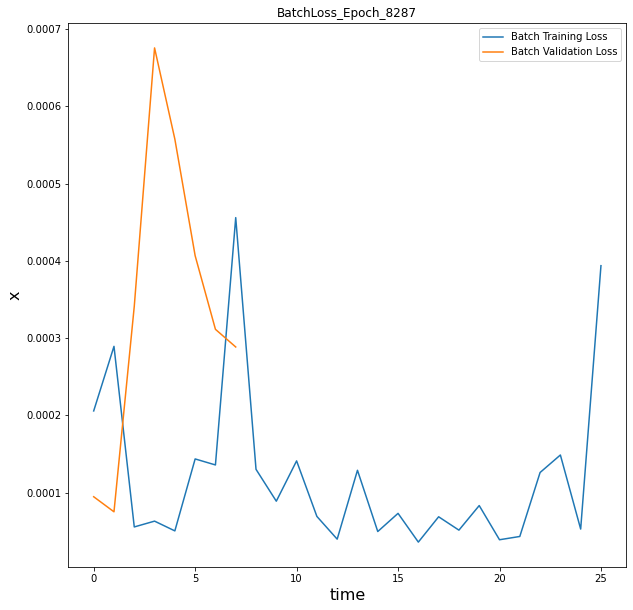 BatchLoss_Epoch_8287
Batch Training Loss
Batch Validation Loss
0.0007
0.0006
0.0005
0.0004
0.0003
0.0002
0.0001
x
0 5 10 15 20 25
time